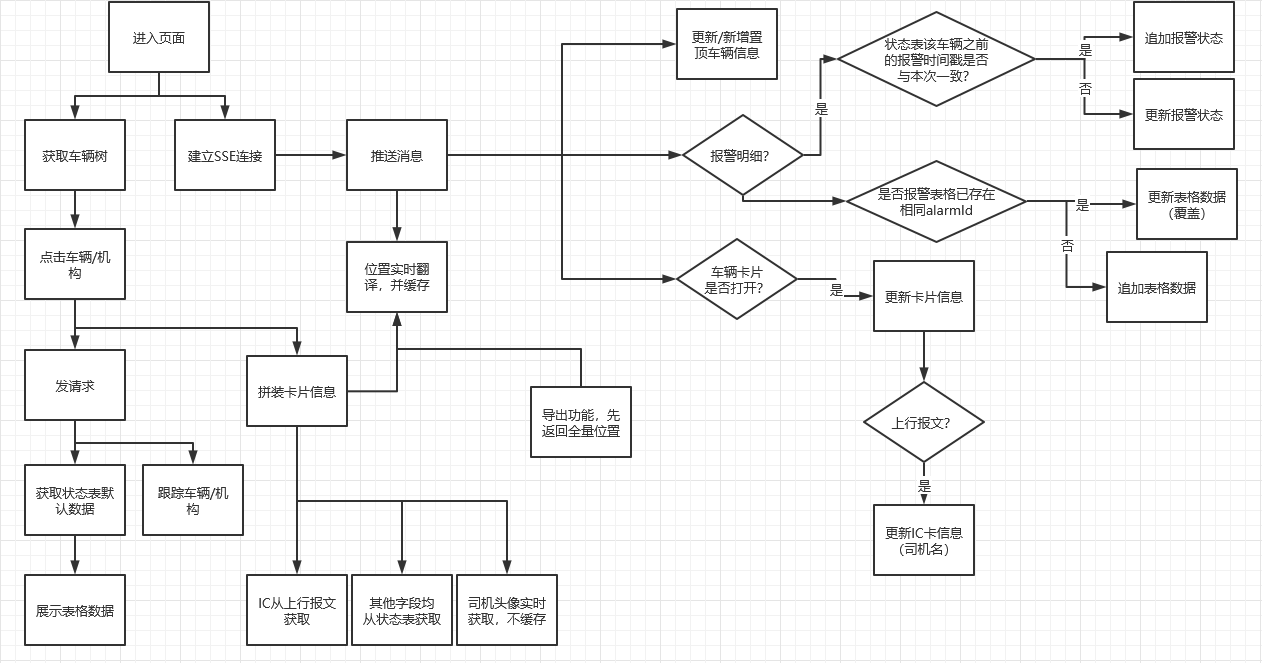 进入页面
获取车辆树
建立SSE连接
推送消息
点击车辆/机
构
位置实时翻
译，并缓存
发请求
拼装卡片信息
导出功能，先
返回全量位置
获取状态表默
认数据
跟踪车辆/机
构
展示表格数据
IC从上行报文
获取
其他字段均
从状态表获取
司机头像实时
获取，不缓存
更新/新增置
顶车辆信息
报警明细？
是
状态表该车辆之前
的报警时间戳是否
与本次一致？
是
追加报警状态
否
更新报警状态
是否报警表格已存在
相同alarmId
是
更新表格数据
（覆盖）
否
追加表格数据
车辆卡片
是否打开？
是
更新卡片信息
上行报文？
是
更新IC卡信息
（司机名）